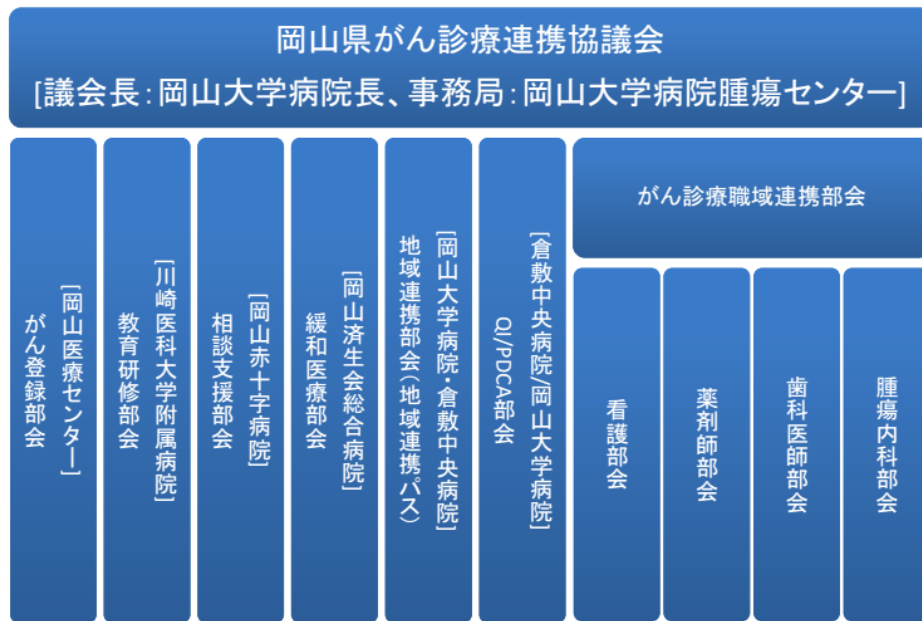 岡山県がん診療連携協議会
[議会長：岡山大学病院長、事務局：岡山大学病院腫瘍センター]
がん登録部会
[岡山医療センター]
教育研修部会
[川崎医科大学附属病院]
相談支援部会
[岡山赤十字病院]
緩和医療部会
[岡山済生会総合病院]
地域連携部会(地域連携パス)
[岡山大学病院・倉敷中央病院]
QI/PDCA部会
[倉敷中央病院/岡山大学病院]
がん診療職域連携部会
看護部会
薬剤師部会
歯科医師部会
腫瘍内科部会